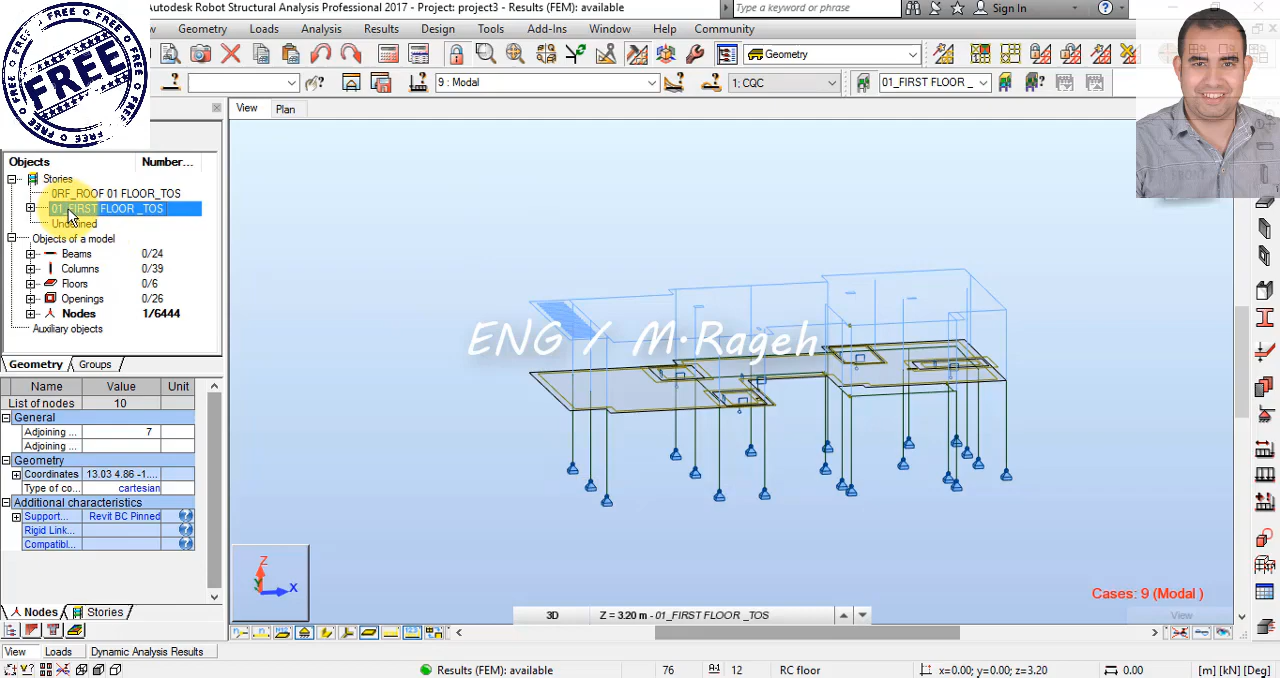 Autodesk Robot Structural Analysis Professional 2017 - Project: project3 - Results (FEM): available
Type a keyword or phrase
Sign In
Geometry Loads Analysis Results Design Tools Add-Ins Window Help Community
Geometry
9 : Modal
1: CQC
01_FIRST FLOOR _
FREE
FREE
FREE
View
Plan
Objects Number...
Stories
0RF_ROOF 01 FLOOR_TOS
01_FIRST FLOOR _TOS
Undefined
Objects of a model
Beams 0/24
Columns 0/39
Floors 0/6
Openings 0/26
Nodes 1/6444
Auxiliary objects
Geometry
Groups
Name Value Unit
List of nodes 10
General
Adjoining ... 7
Adjoining ...
Geometry
Coordinates 13.03 4.86 -1....
Type of co... cartesian
Additional characteristics
Support... Revit BC Pinned
Rigid Link...
Compatibl...
Nodes
Stories
ENG / M.Rageh
Z
Y
X
Cases: 9 (Modal )
3D
Z = 3.20 m - 01_FIRST FLOOR _TOS
View
View
Loads
Dynamic Analysis Results
Results (FEM): available
76
12
RC floor
x=0.00; y=0.00; z=3.20
0.00
[m] [kN] [Deg]